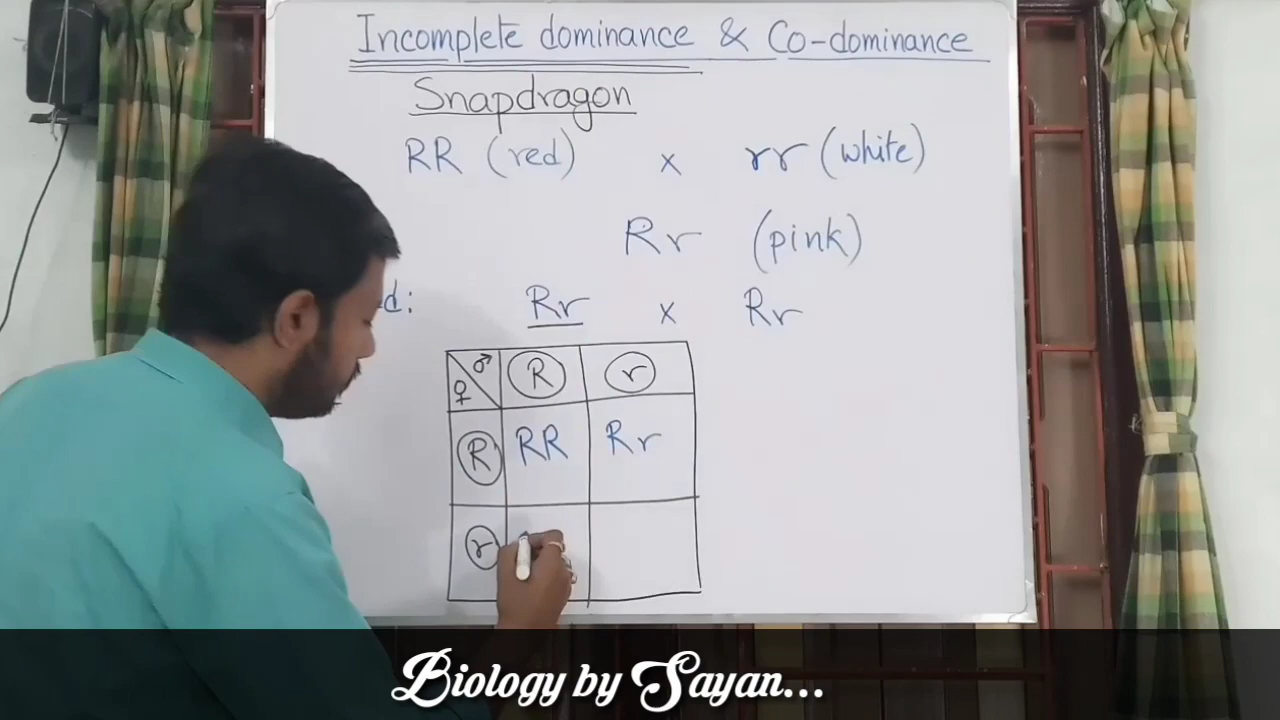 Incomplete dominance & Co-dominance
Snapdragon
RR (red) x rr (white)
Rr (pink)
Rr x Rr
♀ ♂ R r
R RR Rr
r
Biology by Sayan...